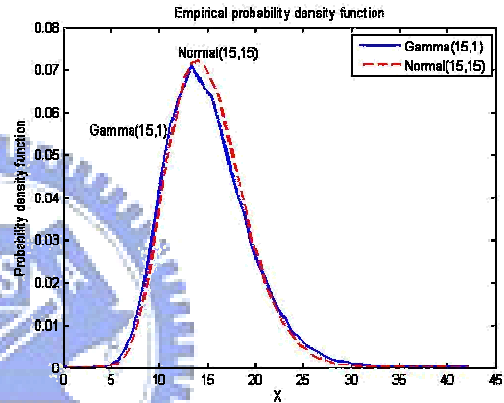 Empirical probability density function
Normal(15,15)
Gamma(15,1)
Normal(15,15)
Gamma(15,1)
Probability density function
0.08
0.07
0.06
0.05
0.04
0.03
0.02
0.01
0
0 5 10 15 20 25 30 35 40 45
X